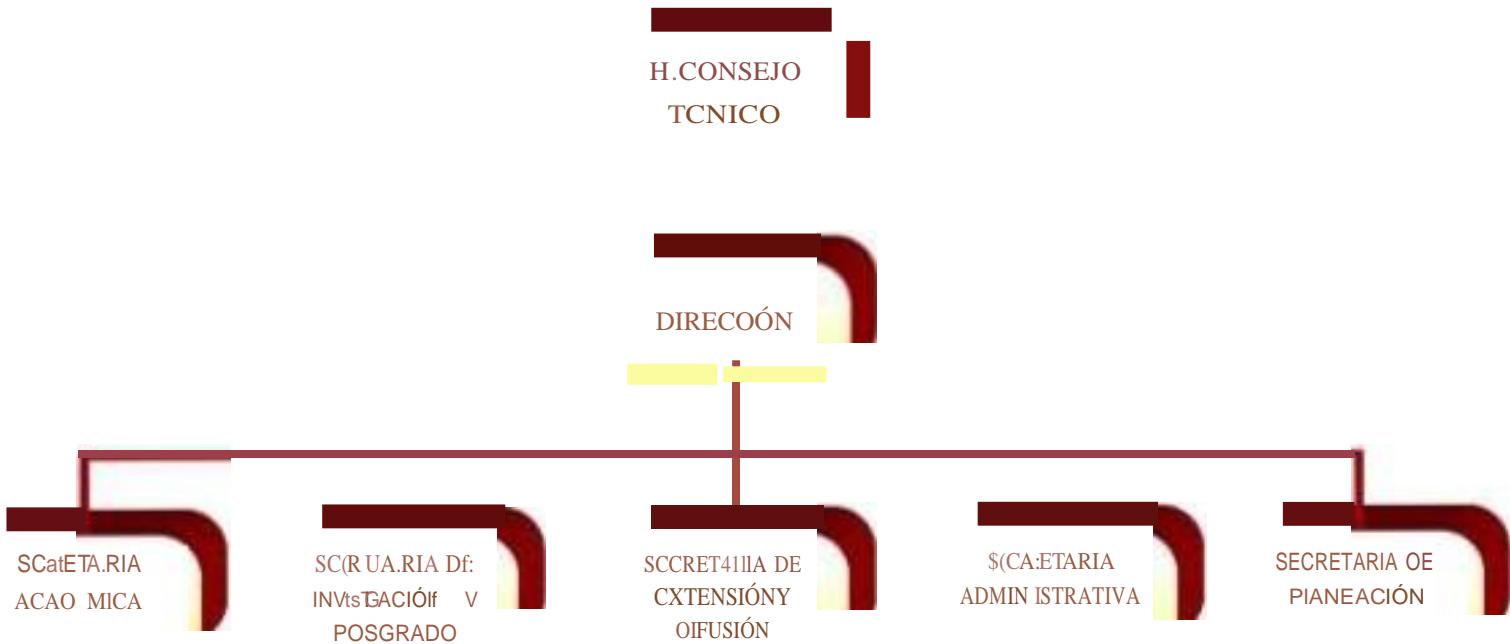 H.CONSEJO
TCNICO
DIRECOÓN
SCatETA.RIA
ACAO MICA
SC(R UA.RIA Df:
INVtsTGACIÓlf V
POSGRADO
SCCRET41llA DE
CXTENSIÓNY
OIFUSIÓN
$(CA:ETARIA
ADMIN ISTRATIVA
SECRETARIA OE
PIANEACIÓN